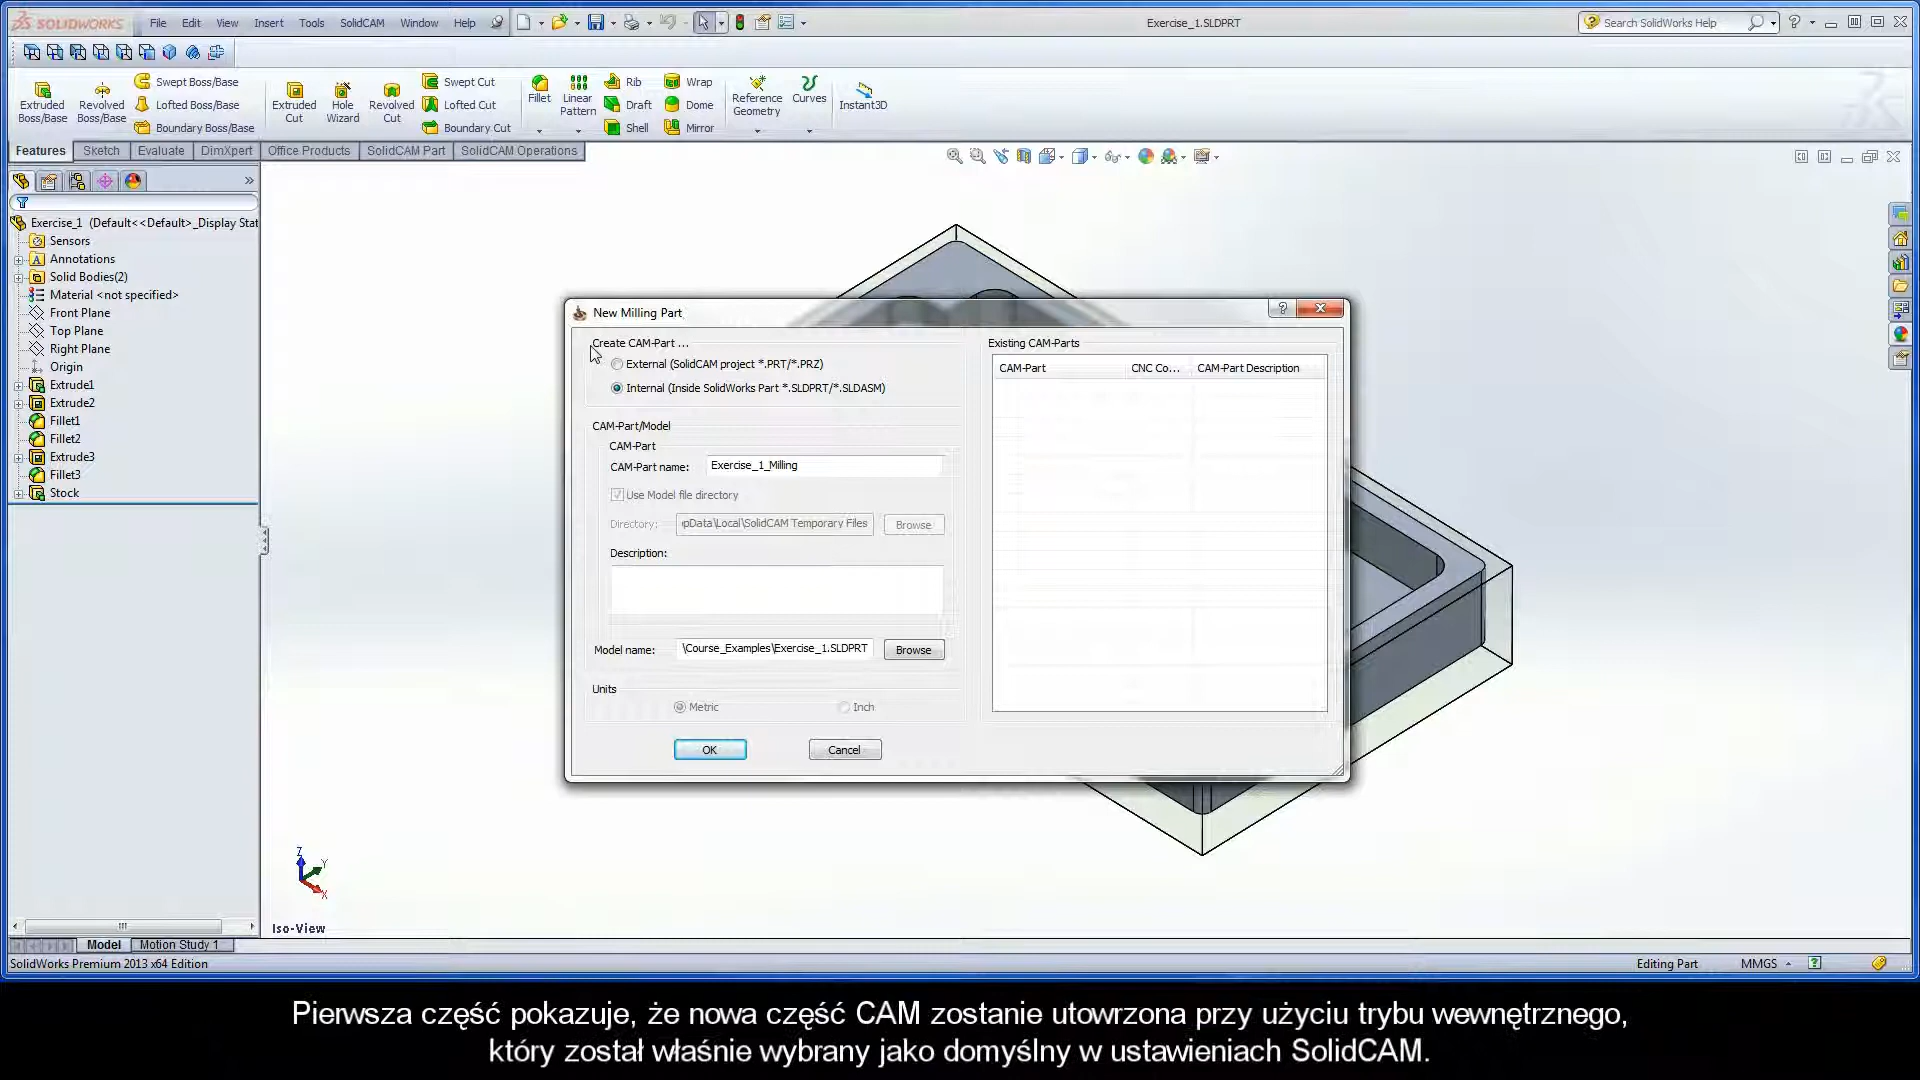 SOLIDWORKS
File Edit View Insert Tools SolidCAM Window Help
Exercise_1.SLDPRT
Search SolidWorks Help
Extruded Boss/Base
Revolved Boss/Base
Swept Boss/Base
Lofted Boss/Base
Boundary Boss/Base
Extruded Cut
Hole Wizard
Revolved Cut
Swept Cut
Lofted Cut
Boundary Cut
Fillet
Linear Pattern
Rib
Draft
Shell
Wrap
Dome
Mirror
Reference Geometry
Curves
Instant3D
Features Sketch Evaluate DimXpert Office Products SolidCAM Part SolidCAM Operations
Exercise_1 (Default<<Default>_Display Stat
Sensors
Annotations
Solid Bodies(2)
Material <not specified>
Front Plane
Top Plane
Right Plane
Origin
Extrude1
Extrude2
Fillet1
Fillet2
Extrude3
Fillet3
Stock
New Milling Part
Create CAM-Part ...
External (SolidCAM project *.PRT/*.PRZ)
Internal (Inside SolidWorks Part *.SLDPRT/*.SLDASM)
CAM-Part/Model
CAM-Part
CAM-Part name: Exercise_1_Milling
Use Model file directory
Directory: pData\Local\SolidCAM Temporary Files Browse
Description:
Model name: \Course_Examples\Exercise_1.SLDPRT Browse
Units
Metric Inch
OK Cancel
Existing CAM-Parts
CAM-Part CNC Co... CAM-Part Description
Z
Y
X
Iso-View
Model Motion Study 1
SolidWorks Premium 2013 x64 Edition
Editing Part MMGS
Pierwsza część pokazuje, że nowa część CAM zostanie utowrzona przy użyciu trybu wewnętrznego,
który został właśnie wybrany jako domyślny w ustawieniach SolidCAM.